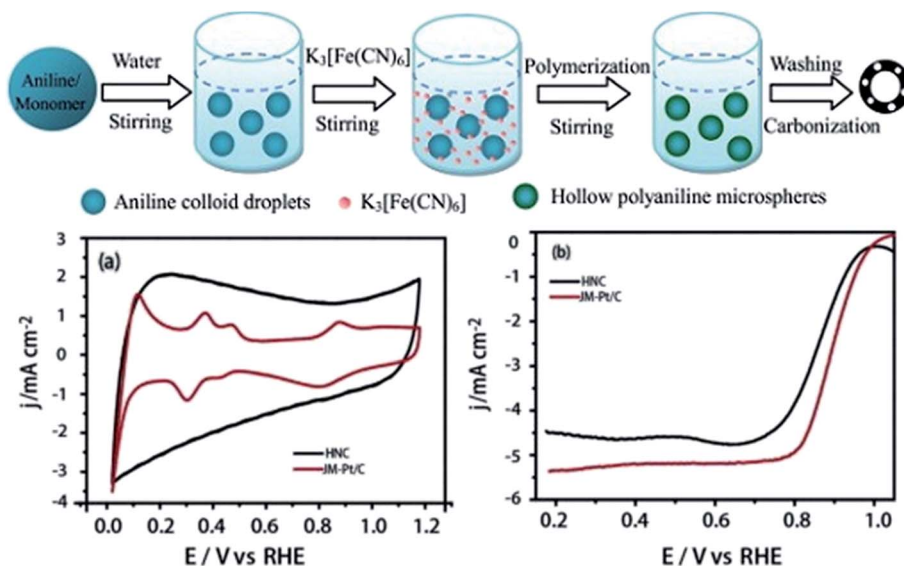 Aniline/
Monomer
Water
Stirring
K₃[Fe(CN)₆]
Stirring
Polymerization
Stirring
Washing
Carbonization
Aniline colloid droplets
K₃[Fe(CN)₆]
Hollow polyaniline microspheres
(a)
HNC
JM-Pt/C
j/mA cm⁻²
3
2
1
0
-1
-2
-3
-4
0.0 0.2 0.4 0.6 0.8 1.0 1.2
E / V vs RHE
(b)
HNC
JM-Pt/C
j/mA cm⁻²
0
-1
-2
-3
-4
-5
-6
0.2 0.4 0.6 0.8 1.0
E / V vs RHE